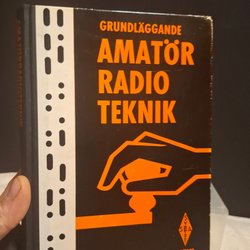 GRUNDLÄGGANDE
AMATÖR
RADIO
TEKNIK